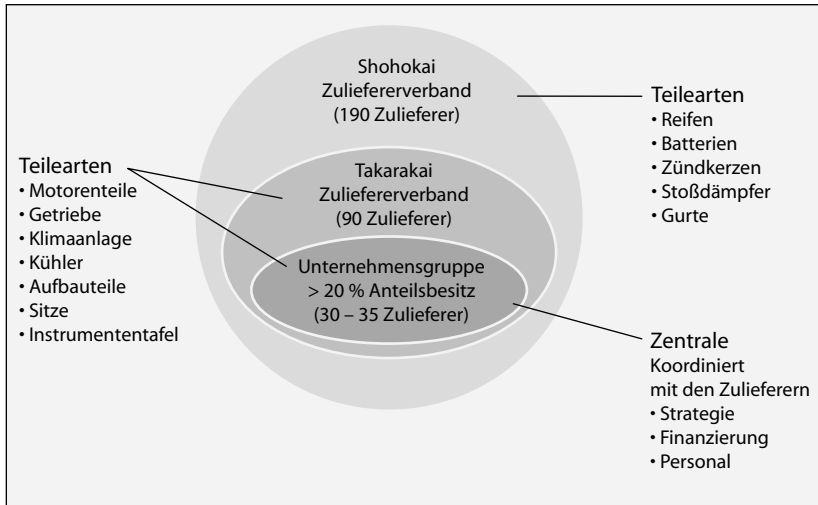 Shohokai
Zuliefererverband
(190 Zulieferer)
Takarakai
Zuliefererverband
(90 Zulieferer)
Unternehmensgruppe
> 20 % Anteilsbesitz
(30 – 35 Zulieferer)
Teilearten
• Motorenteile
• Getriebe
• Klimaanlage
• Kühler
• Aufbauteile
• Sitze
• Instrumententafel
Teilearten
• Reifen
• Batterien
• Zündkerzen
• Stoßdämpfer
• Gurte
Zentrale
Koordiniert
mit den Zulieferern
• Strategie
• Finanzierung
• Personal